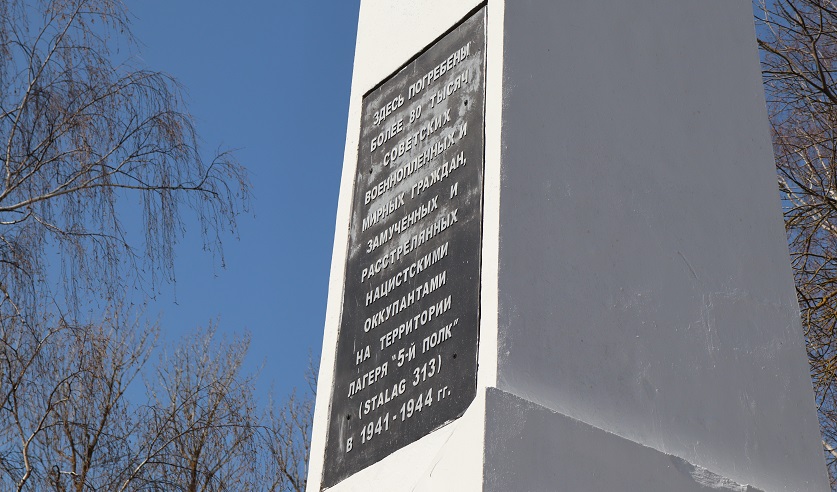 ЗДЕСЬ ПОГРЕБЕНЫ
БОЛЕЕ 80 ТЫСЯЧ
СОВЕТСКИХ
ВОЕННОПЛЕННЫХ И
МИРНЫХ ГРАЖДАН,
ЗАМУЧЕННЫХ И
РАССТРЕЛЯННЫХ
НАЦИСТСКИМИ
ОККУПАНТАМИ
НА ТЕРРИТОРИИ
ЛАГЕРЯ "5-й ПОЛК"
(STALAG 313)
В 1941-1944 гг.